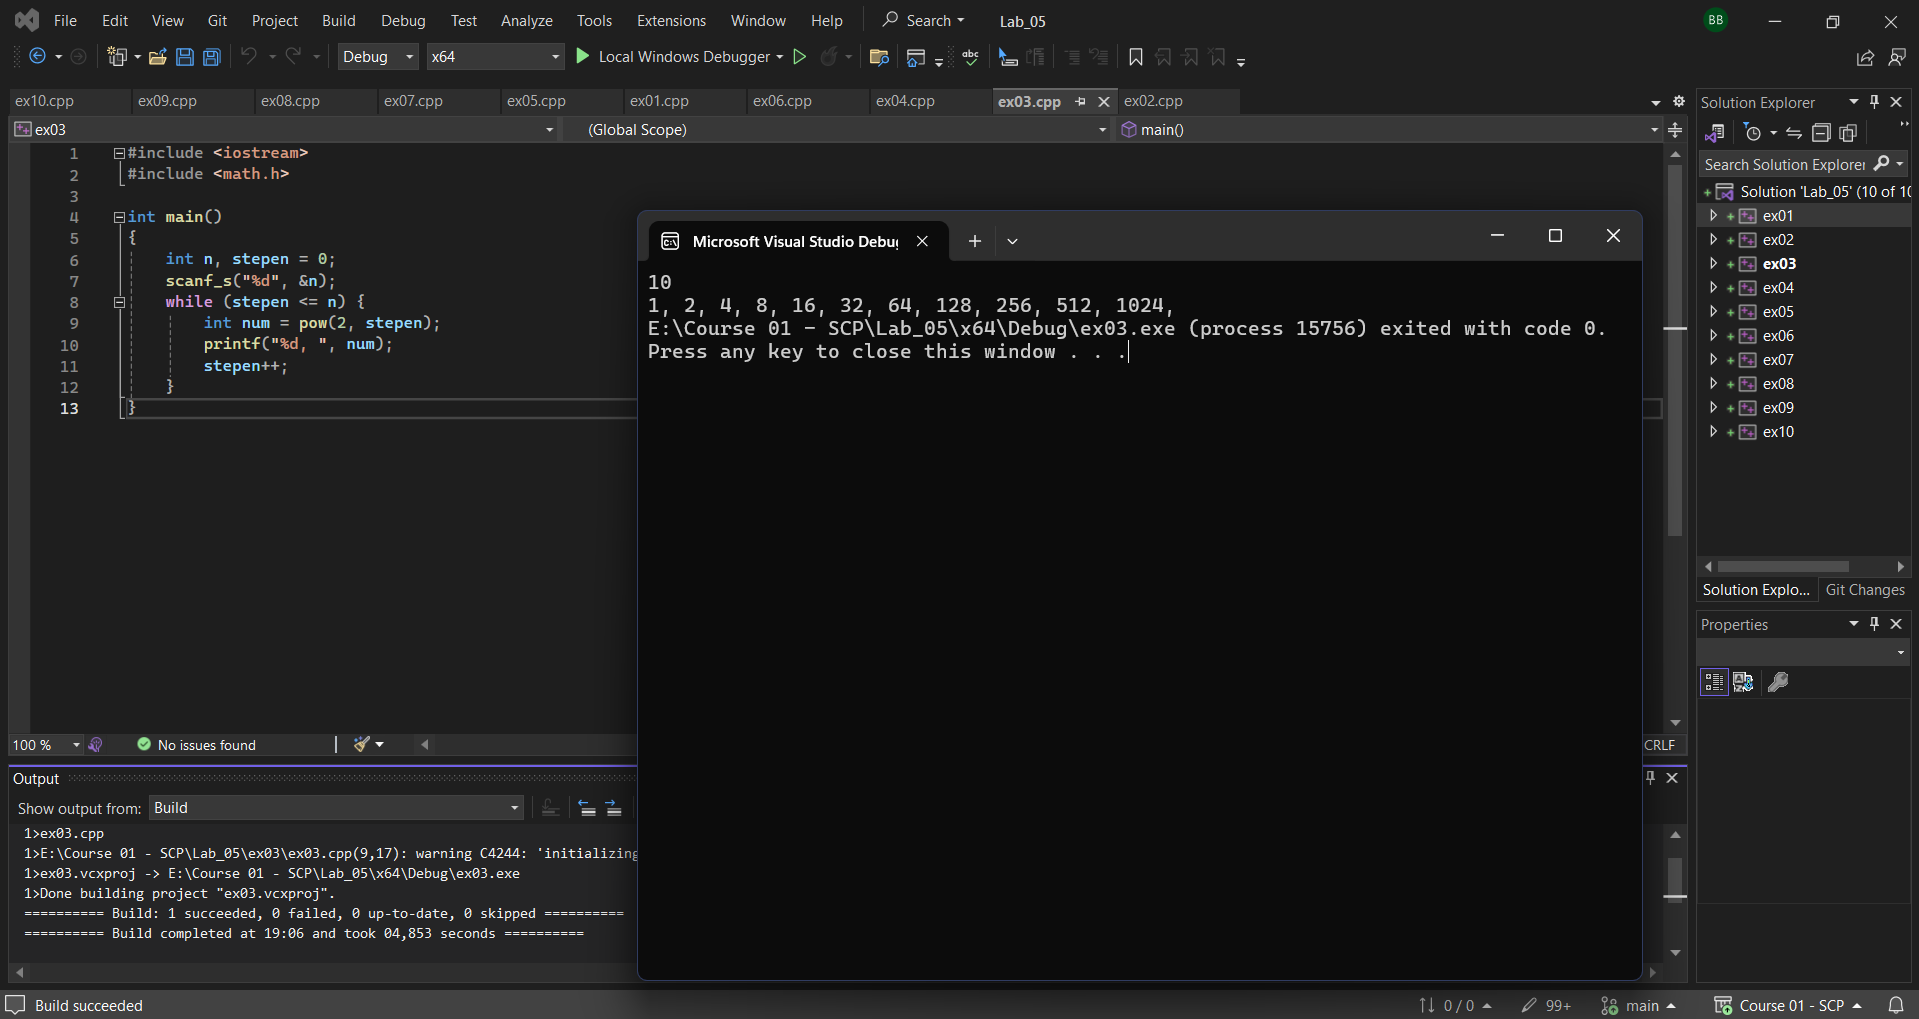 File Edit View Git Project Build Debug Test Analyze Tools Extensions Window Help Search Lab_05 BB
Debug x64 Local Windows Debugger abc
ex10.cpp ex09.cpp ex08.cpp ex07.cpp ex05.cpp ex01.cpp ex06.cpp ex04.cpp ex03.cpp ex02.cpp
ex03 (Global Scope) main()
1 #include <iostream>
2 #include <math.h>
3
4 int main()
5 {
6 int n, stepen = 0;
7 scanf_s("%d", &n);
8 while (stepen <= n) {
9 int num = pow(2, stepen);
10 printf("%d, ", num);
11 stepen++;
12 }
13 }
Microsoft Visual Studio Debug
10
1, 2, 4, 8, 16, 32, 64, 128, 256, 512, 1024,
E:\Course 01 - SCP\Lab_05\x64\Debug\ex03.exe (process 15756) exited with code 0.
Press any key to close this window . . .
100 % No issues found CRLF
Output
Show output from: Build
1>ex03.cpp
1>E:\Course 01 - SCP\Lab_05\ex03\ex03.cpp(9,17): warning C4244: 'initializing
1>ex03.vcxproj -> E:\Course 01 - SCP\Lab_05\x64\Debug\ex03.exe
1>Done building project "ex03.vcxproj".
========== Build: 1 succeeded, 0 failed, 0 up-to-date, 0 skipped ==========
========== Build completed at 19:06 and took 04,853 seconds ==========
Solution Explorer
Search Solution Explorer
Solution 'Lab_05' (10 of 10
ex01
ex02
ex03
ex04
ex05
ex06
ex07
ex08
ex09
ex10
Solution Explo... Git Changes
Properties
Build succeeded 0 / 0 99+ main Course 01 - SCP